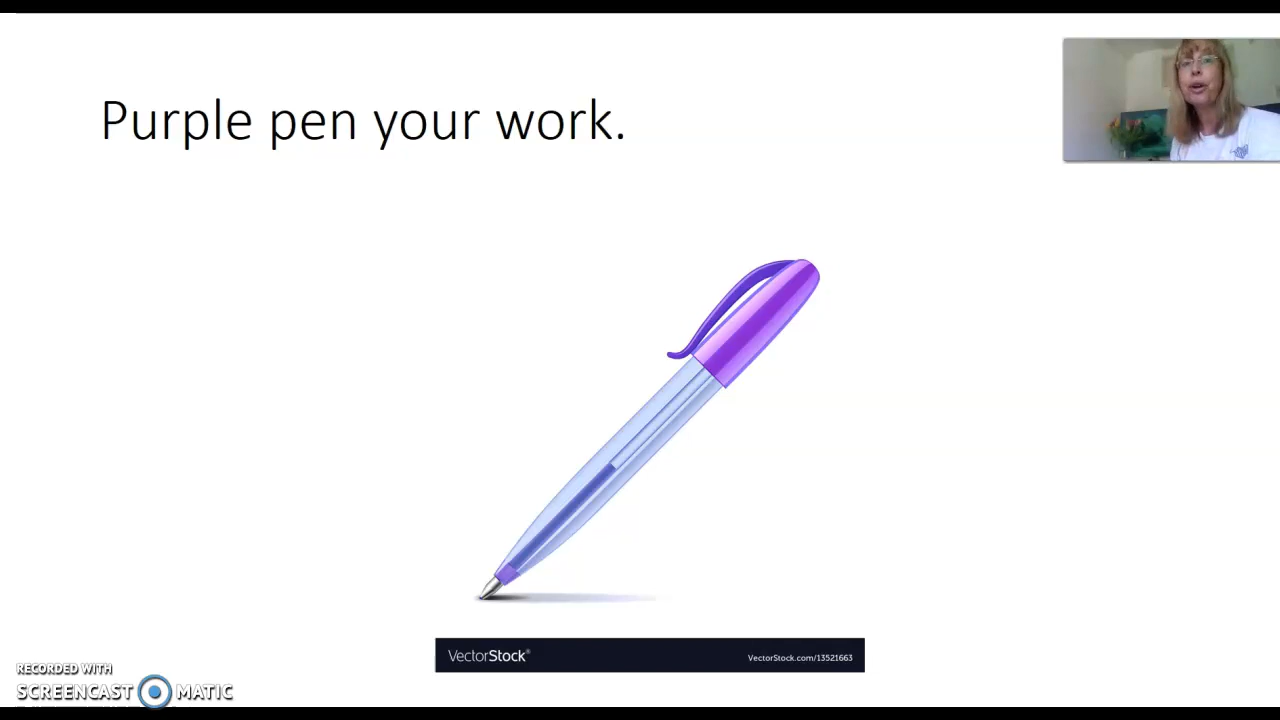 Purple pen your work.
VectorStock®
VectorStock.com/13521663
RECORDED WITH
SCREENCAST MATIC